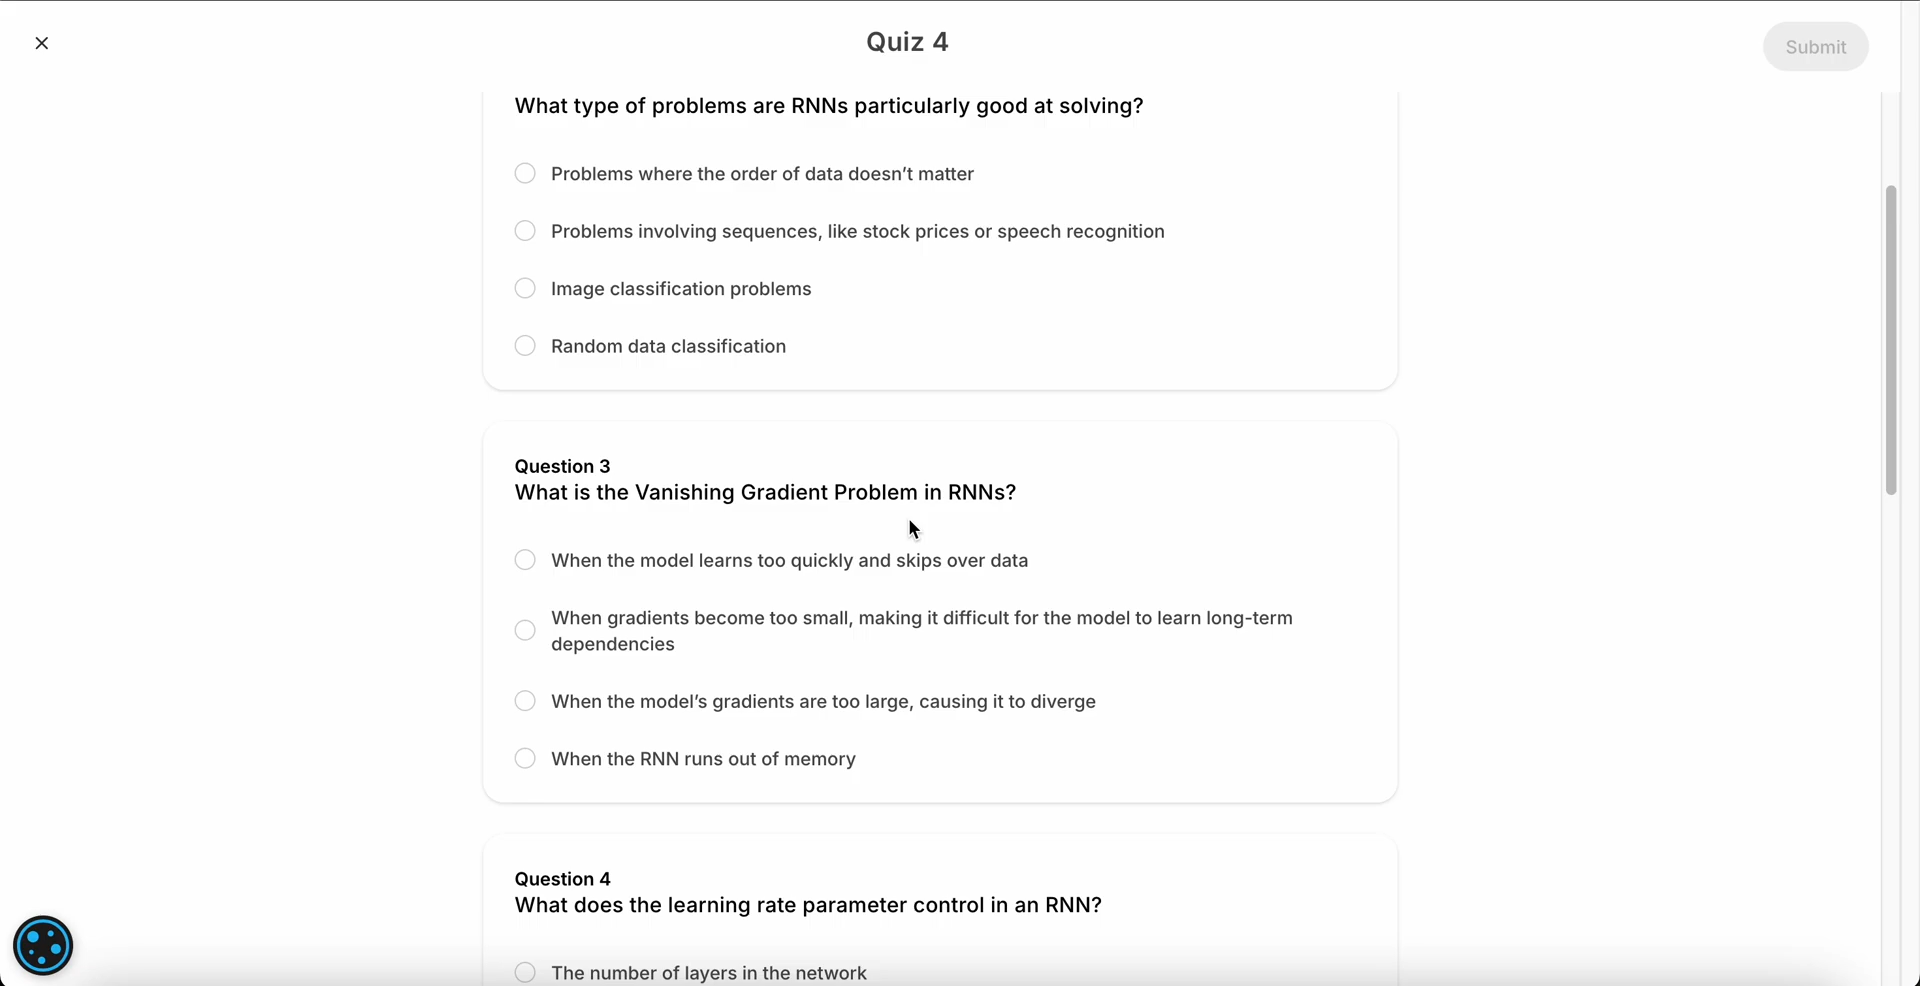 Quiz 4
Submit
What type of problems are RNNs particularly good at solving?
Problems where the order of data doesn’t matter
Problems involving sequences, like stock prices or speech recognition
Image classification problems
Random data classification
Question 3
What is the Vanishing Gradient Problem in RNNs?
When the model learns too quickly and skips over data
When gradients become too small, making it difficult for the model to learn long-term
dependencies
When the model’s gradients are too large, causing it to diverge
When the RNN runs out of memory
Question 4
What does the learning rate parameter control in an RNN?
The number of layers in the network